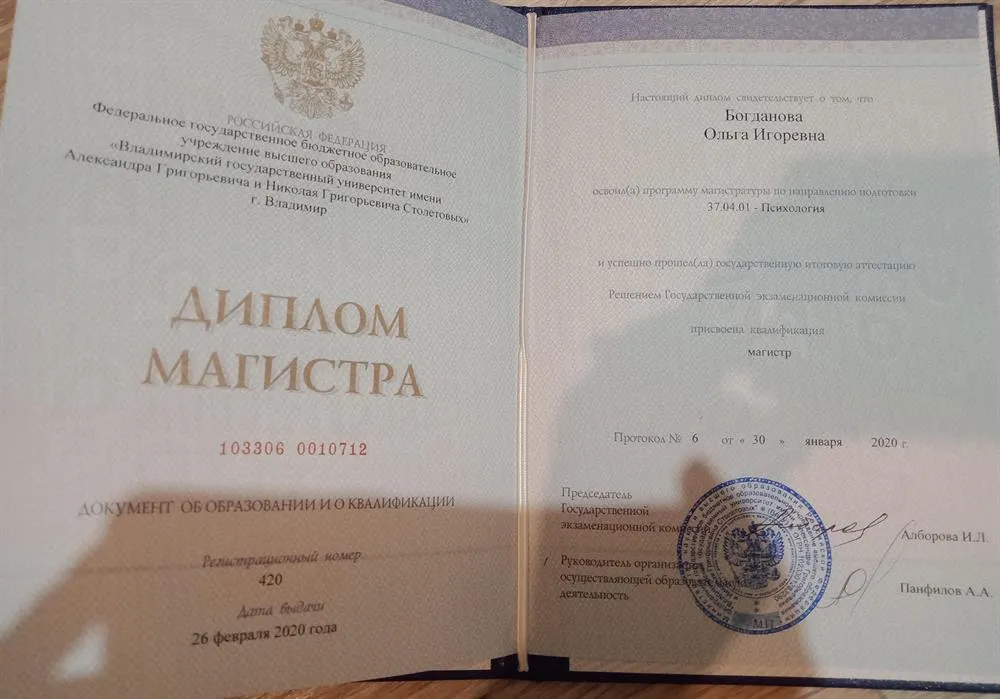 РОССИЙСКАЯ ФЕДЕРАЦИЯ
Федеральное государственное бюджетное образовательное
учреждение высшего образования
«Владимирский государственный университет имени
Александра Григорьевича и Николая Григорьевича Столетовых»
г. Владимир
ДИПЛОМ
МАГИСТРА
103306 0010712
ДОКУМЕНТ ОБ ОБРАЗОВАНИИ И О КВАЛИФИКАЦИИ
Регистрационный номер
420
Дата выдачи
26 февраля 2020 года
Настоящий диплом свидетельствует о том, что
Богданова
Ольга Игоревна
освоил(а) программу магистратуры по направлению подготовки
37.04.01 - Психология
и успешно прошел(ла) государственную итоговую аттестацию
Решением Государственной экзаменационной комиссии
присвоена квалификация
магистр
Протокол № 6 от « 30 » января 2020 г.
Председатель
Государственной
экзаменационной комиссии
Алборова И.Л.
Руководитель организации,
осуществляющей образовательную
деятельность
Панфилов А.А.
М.П.